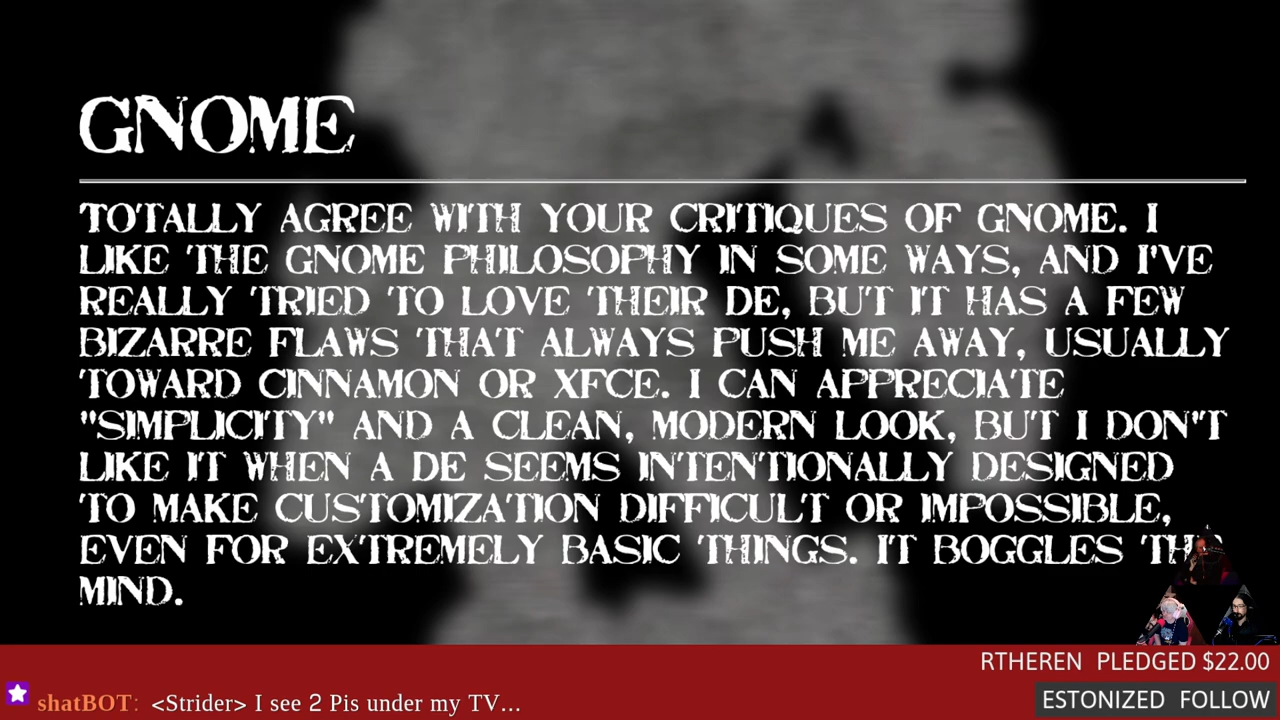 GNOME
TOTALLY AGREE WITH YOUR CRITIQUES OF GNOME. I
LIKE THE GNOME PHILOSOPHY IN SOME WAYS, AND I'VE
REALLY TRIED TO LOVE THEIR DE, BUT IT HAS A FEW
BIZARRE FLAWS THAT ALWAYS PUSH ME AWAY, USUALLY
TOWARD CINNAMON OR XFCE. I CAN APPRECIATE
"SIMPLICITY" AND A CLEAN, MODERN LOOK, BUT I DON'T
LIKE IT WHEN A DE SEEMS INTENTIONALLY DESIGNED
TO MAKE CUSTOMIZATION DIFFICULT OR IMPOSSIBLE,
EVEN FOR EXTREMELY BASIC THINGS. IT BOGGLES THE
MIND.
RTHEREN PLEDGED $22.00
shatBOT: <Strider> I see 2 Pis under my TV...
ESTONIZED FOLLOW